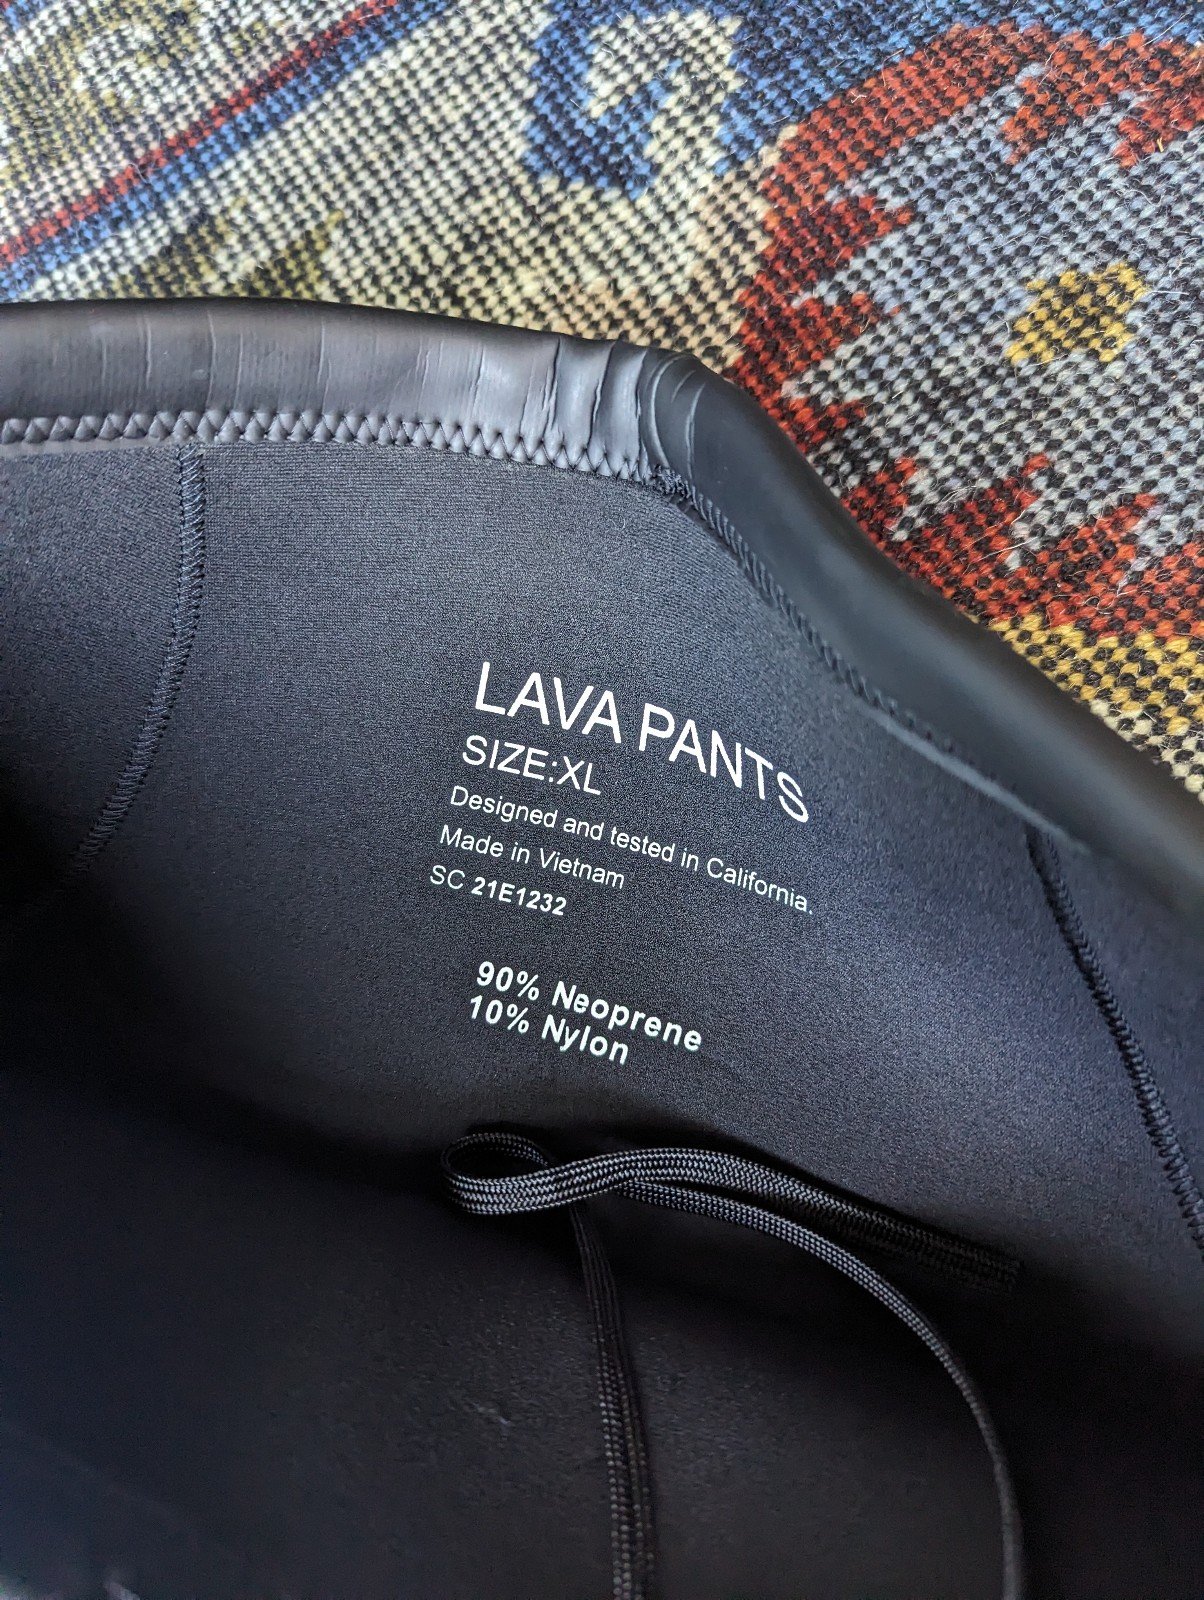 LAVA PANTS
SIZE:XL
Designed and tested in California.
Made in Vietnam
SC 21E1232
90% Neoprene
10% Nylon